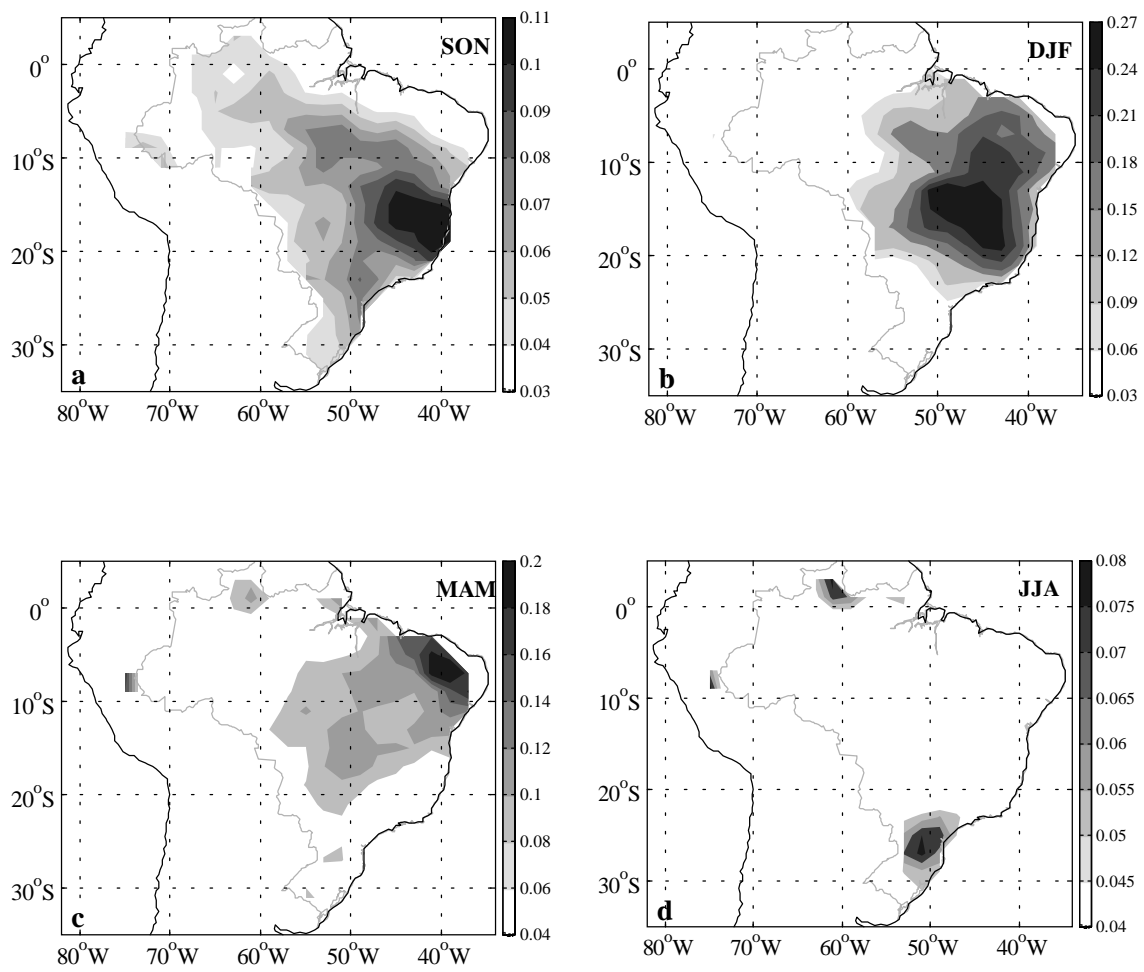 SON
0°
10°S
20°S
30°S
a
80°W 70°W 60°W 50°W 40°W
0.11
0.1
0.09
0.08
0.07
0.06
0.05
0.04
0.03
DJF
0°
10°S
20°S
30°S
b
80°W 70°W 60°W 50°W 40°W
0.27
0.24
0.21
0.18
0.15
0.12
0.09
0.06
0.03
MAM
0°
10°S
20°S
30°S
c
80°W 70°W 60°W 50°W 40°W
0.2
0.18
0.16
0.14
0.12
0.1
0.08
0.06
0.04
JJA
0°
10°S
20°S
30°S
d
80°W 70°W 60°W 50°W 40°W
0.08
0.075
0.07
0.065
0.06
0.055
0.05
0.045
0.04